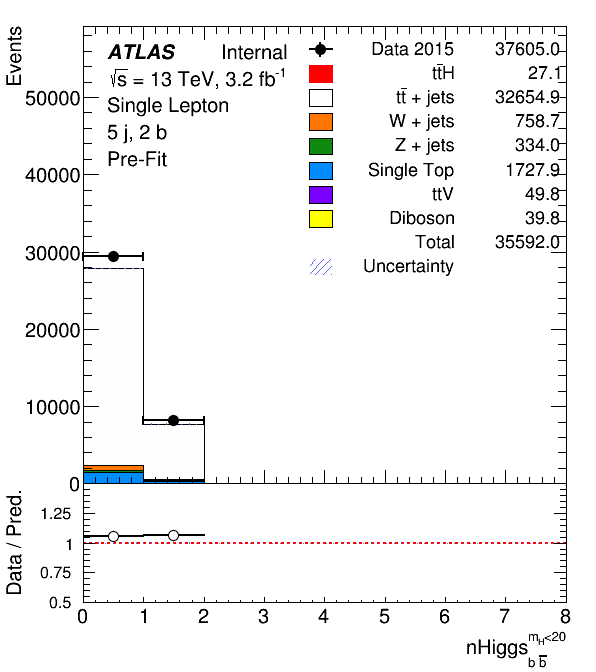 Events
ATLAS Internal
√s = 13 TeV, 3.2 fb⁻¹
Single Lepton
5 j, 2 b
Pre-Fit
Data 2015 37605.0
tt̄H 27.1
tt̄ + jets 32654.9
W + jets 758.7
Z + jets 334.0
Single Top 1727.9
ttV 49.8
Diboson 39.8
Total 35592.0
Uncertainty
50000
40000
30000
20000
10000
0
Data / Pred.
1.25
1
0.75
0.5
0 1 2 3 4 5 6 7 8
nHiggs m_H<20 b b̄